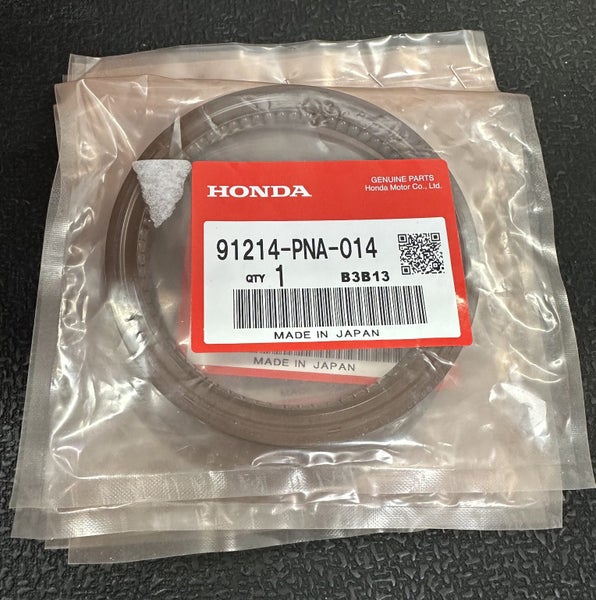 HONDA
GENUINE PARTS
Honda Motor Co., Ltd.
91214-PNA-014
QTY 1 B3B13
MADE IN JAPAN
MADE IN JAPAN